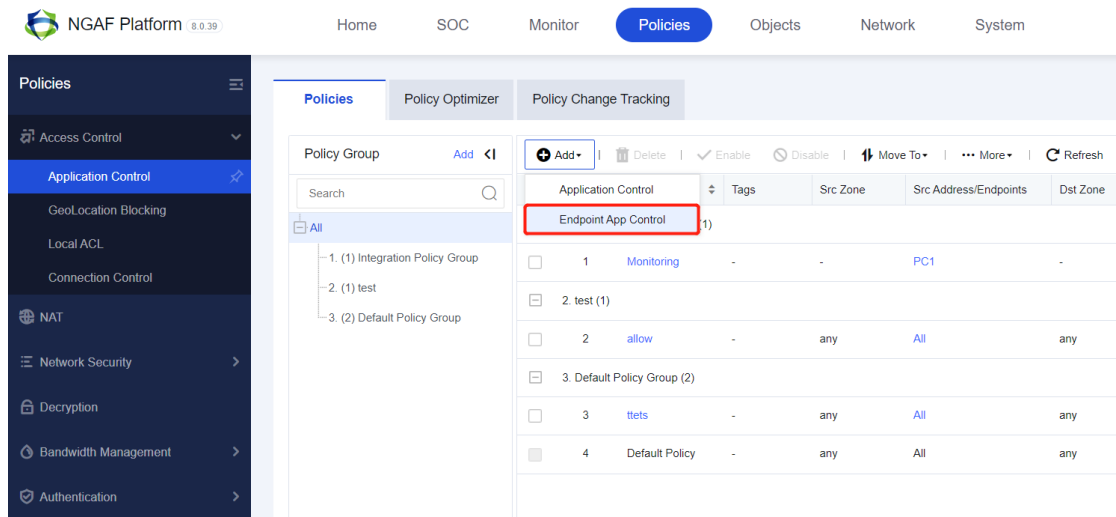 NGAF Platform 8.0.39 Home SOC Monitor Policies Objects Network System
Policies
Access Control
Application Control
GeoLocation Blocking
Local ACL
Connection Control
NAT
Network Security
Decryption
Bandwidth Management
Authentication
Policies Policy Optimizer Policy Change Tracking
Policy Group Add
Search
All
1. (1) Integration Policy Group
2. (1) test
3. (2) Default Policy Group
Add Delete Enable Disable Move To More Refresh
Application Control
Endpoint App Control
Tags Src Zone Src Address/Endpoints Dst Zone
(1)
1 Monitoring - - PC1 -
2. test (1)
2 allow - any All any
3. Default Policy Group (2)
3 ttets - any All any
4 Default Policy - any All any